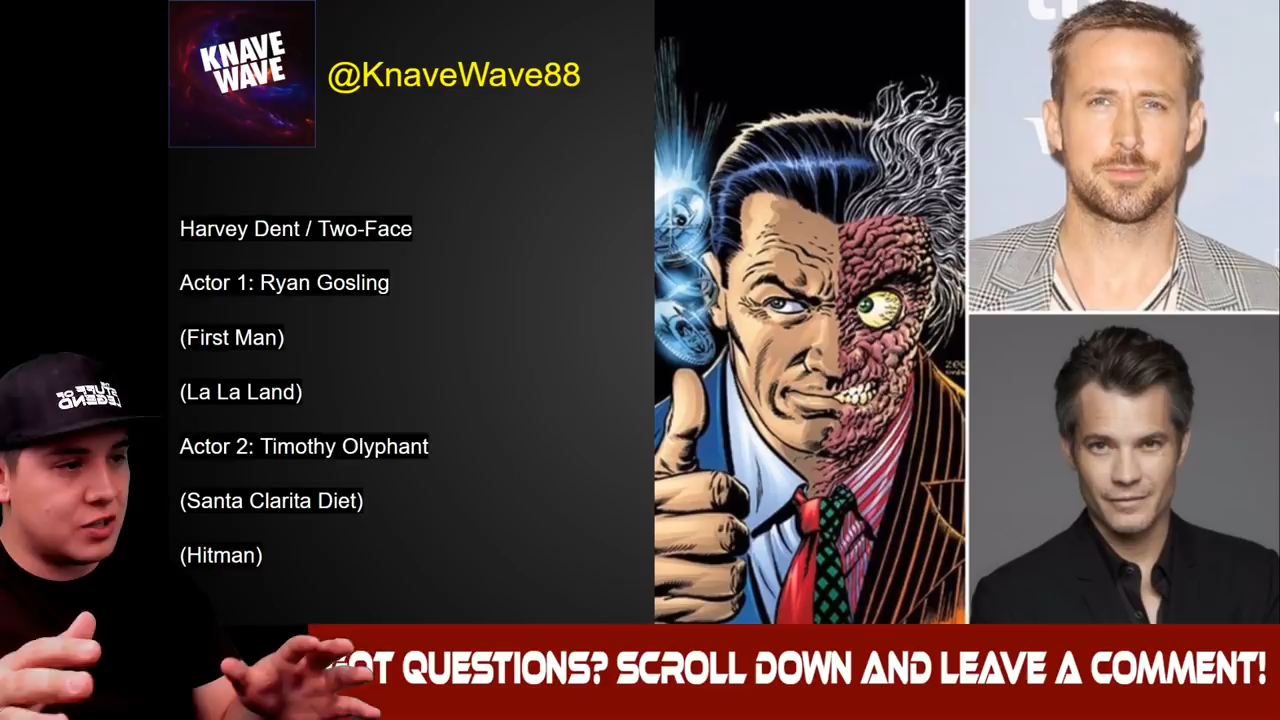 KNAVE
WAVE
@KnaveWave88
Harvey Dent / Two-Face
Actor 1: Ryan Gosling
(First Man)
(La La Land)
Actor 2: Timothy Olyphant
(Santa Clarita Diet)
(Hitman)
GOT QUESTIONS? SCROLL DOWN AND LEAVE A COMMENT!